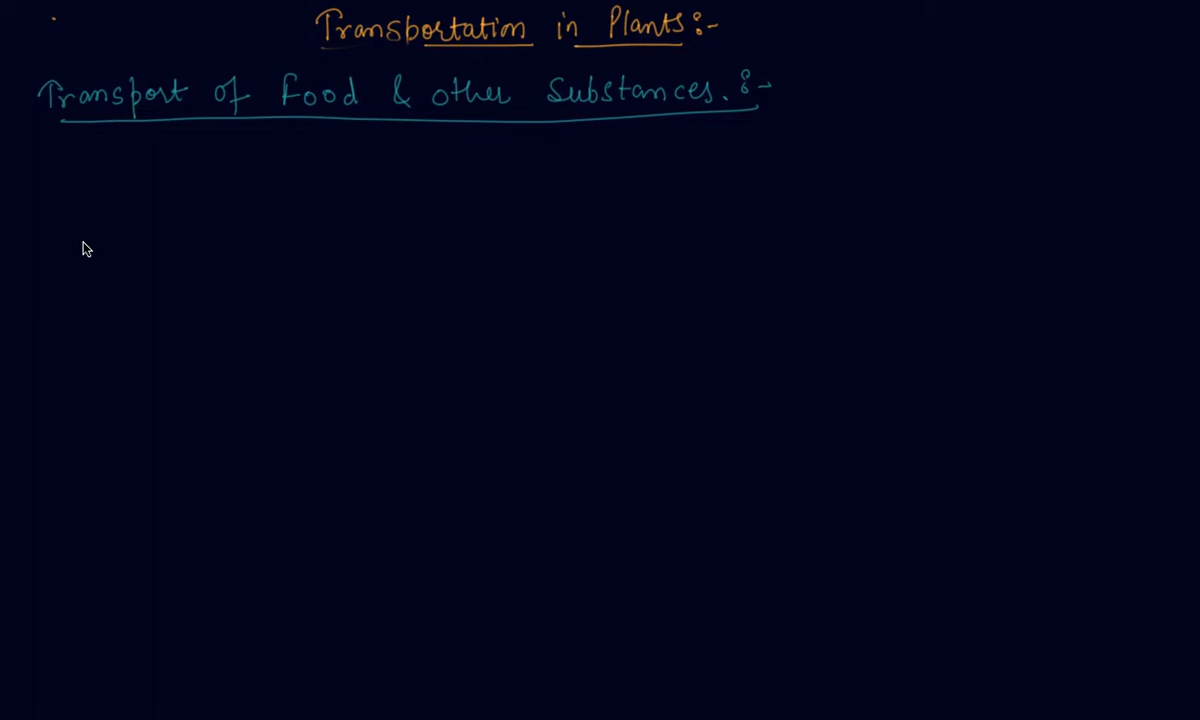 Transportation in Plants:-
Transport of Food & other Substances. :-